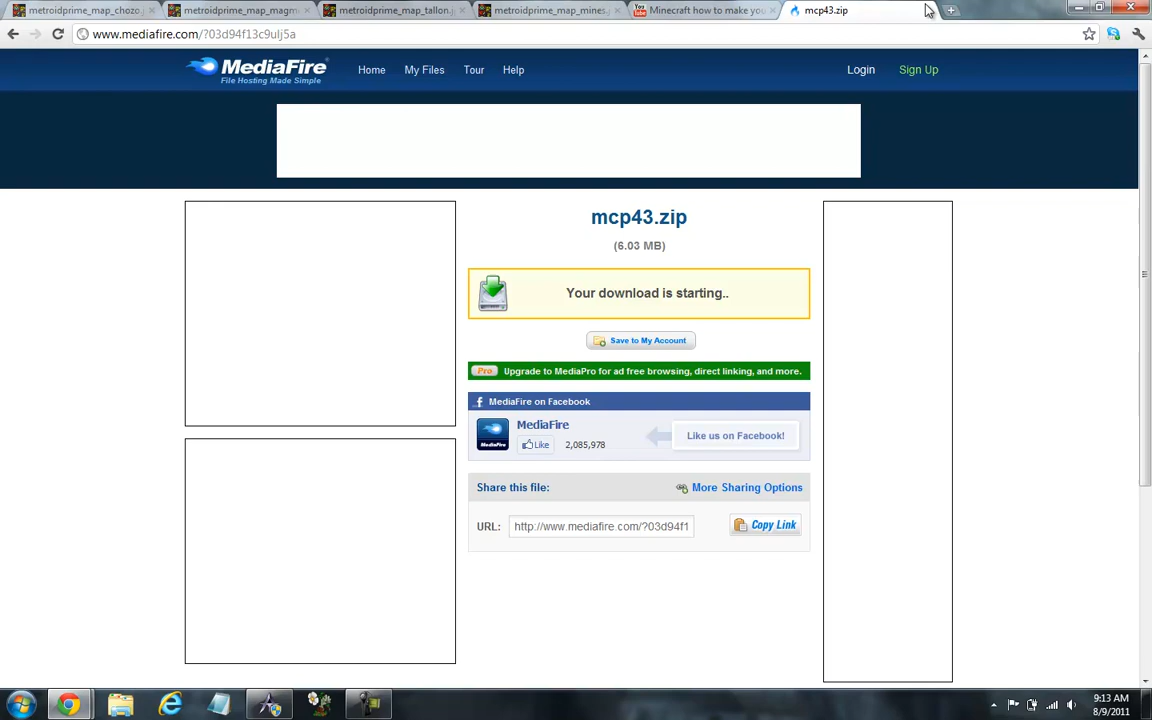 metroidprime_map_chozo.j
metroidprime_map_magm
metroidprime_map_tallon.j
metroidprime_map_mines.j
You Tube
Minecraft how to make you
mcp43.zip
www.mediafire.com/?03d94f13c9ulj5a
MediaFire
File Hosting Made Simple
Home
My Files
Tour
Help
Login
Sign Up
mcp43.zip
(6.03 MB)
Your download is starting..
Save to My Account
Pro
Upgrade to MediaPro for ad free browsing, direct linking, and more.
MediaFire on Facebook
MediaFire
MediaFire
Like
2,085,978
Like us on Facebook!
Share this file:
More Sharing Options
URL:
http://www.mediafire.com/?03d94f1
Copy Link
9:13 AM
8/9/2011